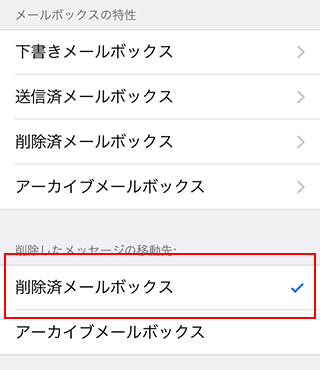 メールボックスの特性
下書きメールボックス
送信済メールボックス
削除済メールボックス
アーカイブメールボックス
削除したメッセージの移動先:
削除済メールボックス
アーカイブメールボックス